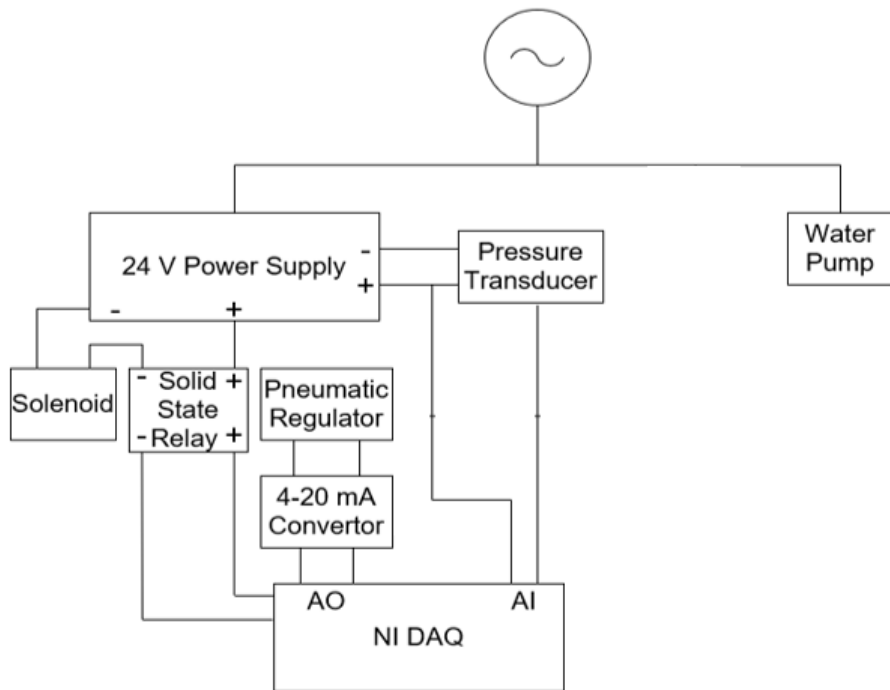 -
24 V Power Supply
+
-
+
Pressure
Transducer
Water
Pump
Solenoid
- Solid +
State
- Relay +
Pneumatic
Regulator
4-20 mA
Convertor
AO
AI
NI DAQ